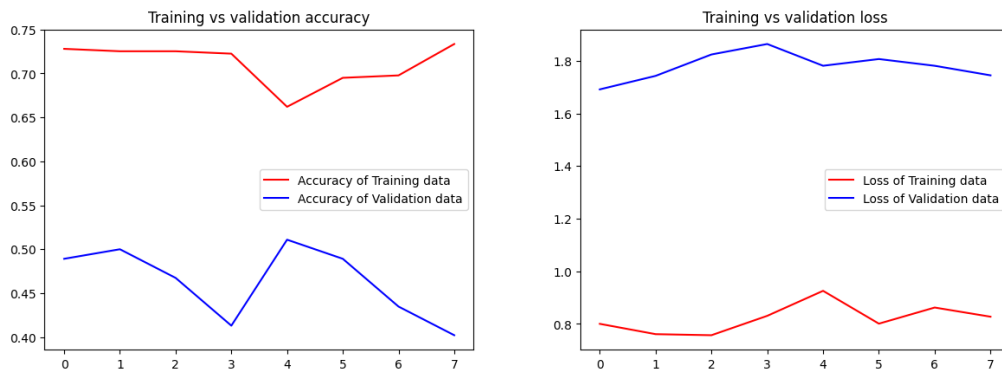 Training vs validation accuracy
0.75
0.70
0.65
0.60
0.55
0.50
0.45
0.40
0 1 2 3 4 5 6 7
Accuracy of Training data
Accuracy of Validation data
Training vs validation loss
1.8
1.6
1.4
1.2
1.0
0.8
0 1 2 3 4 5 6 7
Loss of Training data
Loss of Validation data